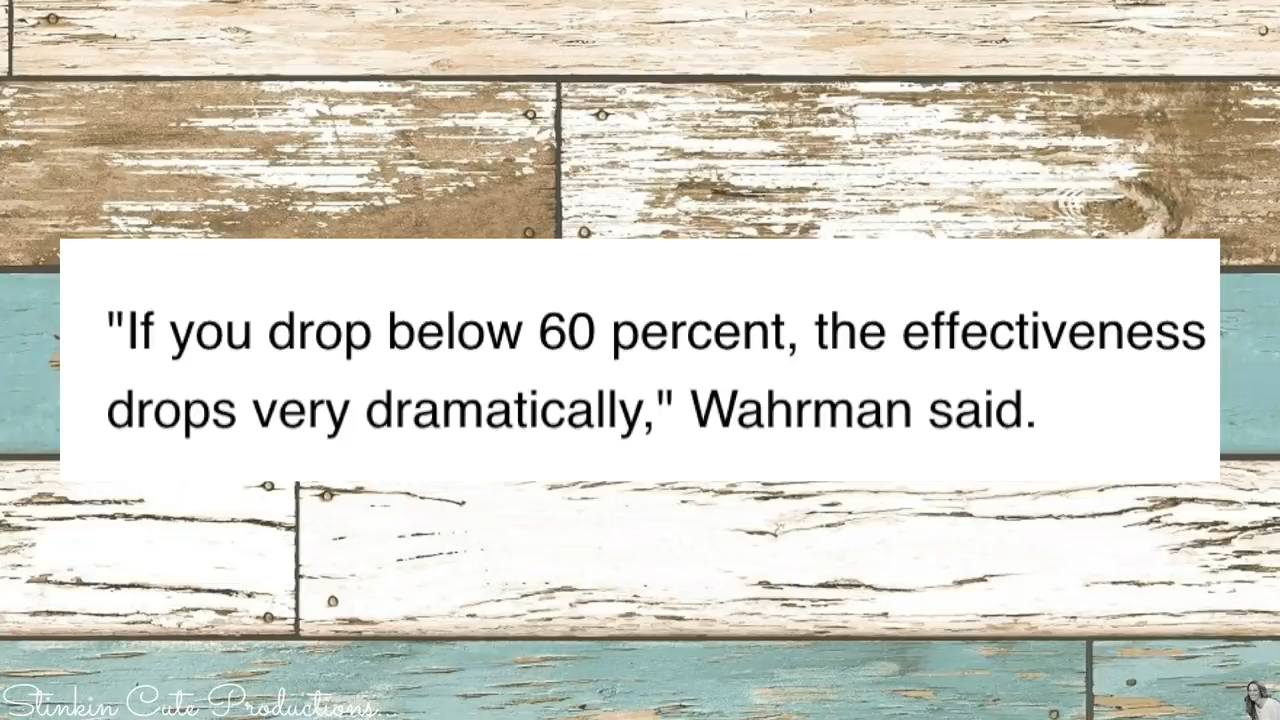 "If you drop below 60 percent, the effectiveness
drops very dramatically," Wahrman said.
Stinkin Cute Productions...